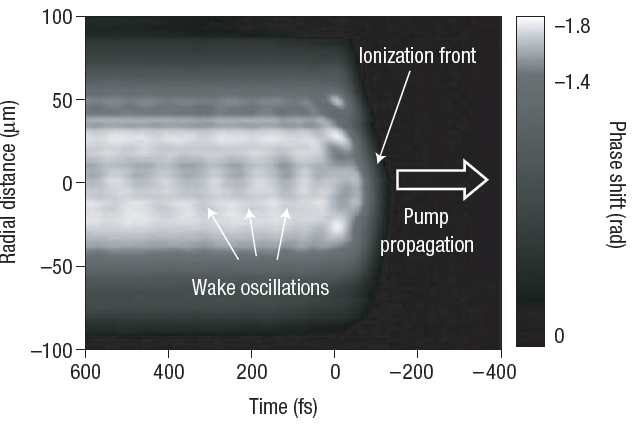 100
50
0
−50
−100
Radial distance (μm)
600
400
200
0
−200
−400
Time (fs)
Ionization front
Pump
propagation
Wake oscillations
−1.8
−1.4
0
Phase shift (rad)